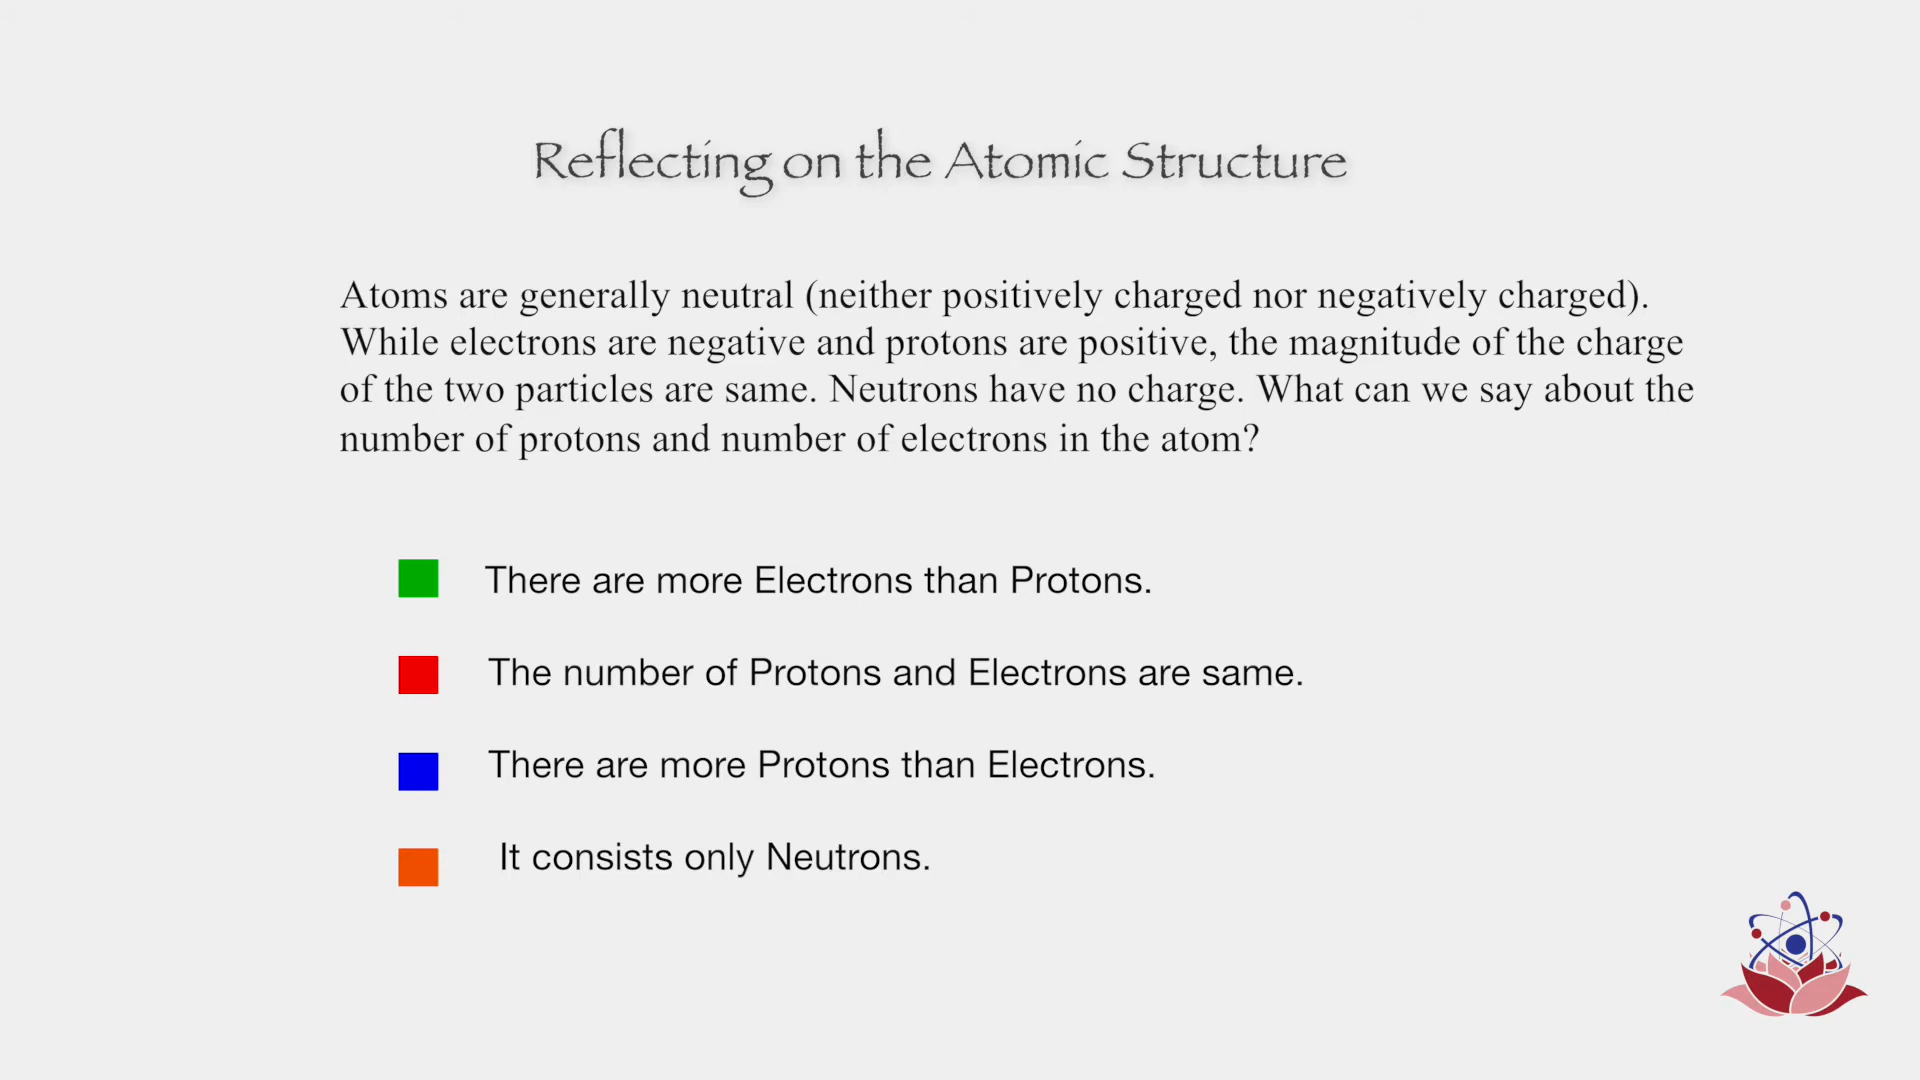 Reflecting on the Atomic Structure
Atoms are generally neutral (neither positively charged nor negatively charged).
While electrons are negative and protons are positive, the magnitude of the charge
of the two particles are same. Neutrons have no charge. What can we say about the
number of protons and number of electrons in the atom?
There are more Electrons than Protons.
The number of Protons and Electrons are same.
There are more Protons than Electrons.
It consists only Neutrons.